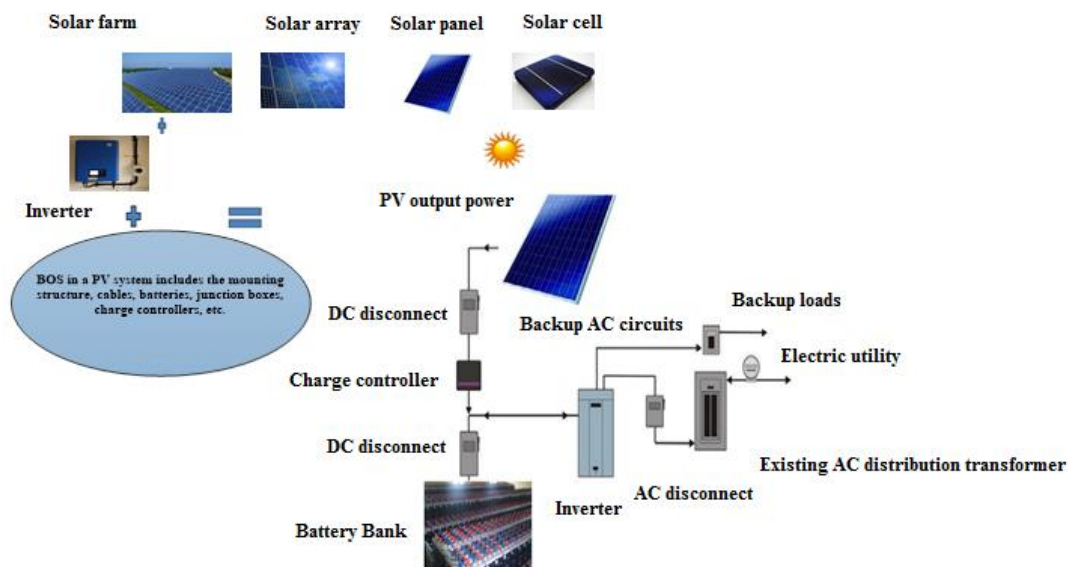 Solar farm
Solar array
Solar panel
Solar cell
Inverter
BOS in a PV system includes the mounting
structure, cables, batteries, junction boxes,
charge controllers, etc.
PV output power
DC disconnect
Charge controller
DC disconnect
Battery Bank
Backup AC circuits
Backup loads
Electric utility
Existing AC distribution transformer
AC disconnect
Inverter